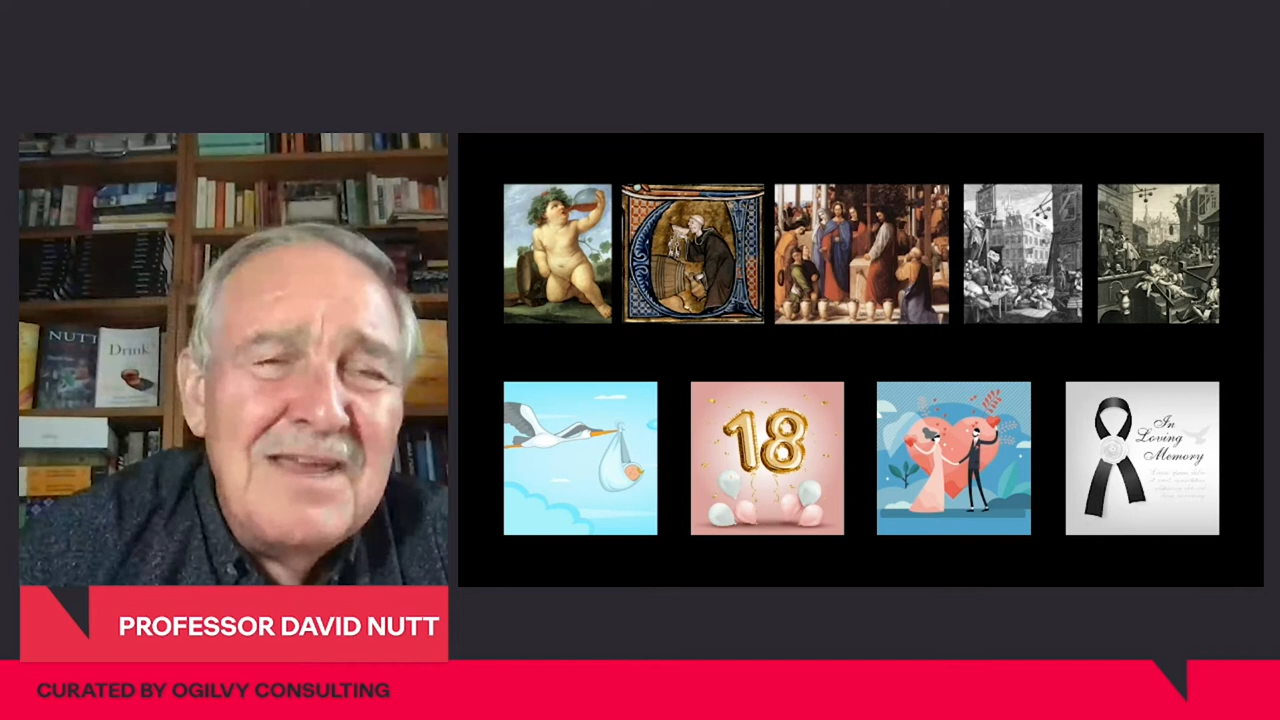 NUTT
Drink?
18
In
Loving
Memory
PROFESSOR DAVID NUTT
CURATED BY OGILVY CONSULTING